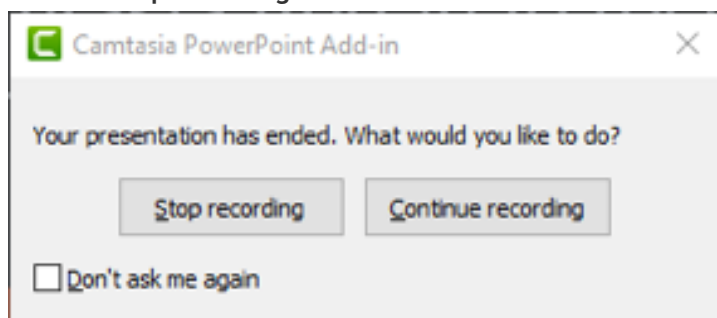 Camtasia PowerPoint Add-in
Your presentation has ended. What would you like to do?
Stop recording
Continue recording
Don't ask me again